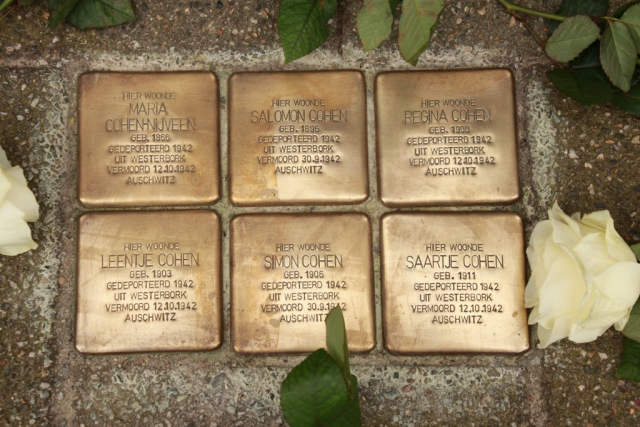 HIER WOONDE
MARIA
COHEN-NIJVEEN
GEB. 1866
GEDEPORTEERD 1942
UIT WESTERBORK
VERMOORD 12.10.1942
AUSCHWITZ
HIER WOONDE
SALOMON COHEN
GEB. 1895
GEDEPORTEERD 1942
UIT WESTERBORK
VERMOORD 30.9.1942
AUSCHWITZ
HIER WOONDE
REGINA COHEN
GEB. 1900
GEDEPORTEERD 1942
UIT WESTERBORK
VERMOORD 12.10.1942
AUSCHWITZ
HIER WOONDE
LEENTJE COHEN
GEB. 1903
GEDEPORTEERD 1942
UIT WESTERBORK
VERMOORD 12.10.1942
AUSCHWITZ
HIER WOONDE
SIMON COHEN
GEB. 1906
GEDEPORTEERD 1942
UIT WESTERBORK
VERMOORD 30.9.1942
AUSCHWITZ
HIER WOONDE
SAARTJE COHEN
GEB. 1911
GEDEPORTEERD 1942
UIT WESTERBORK
VERMOORD 12.10.1942
AUSCHWITZ